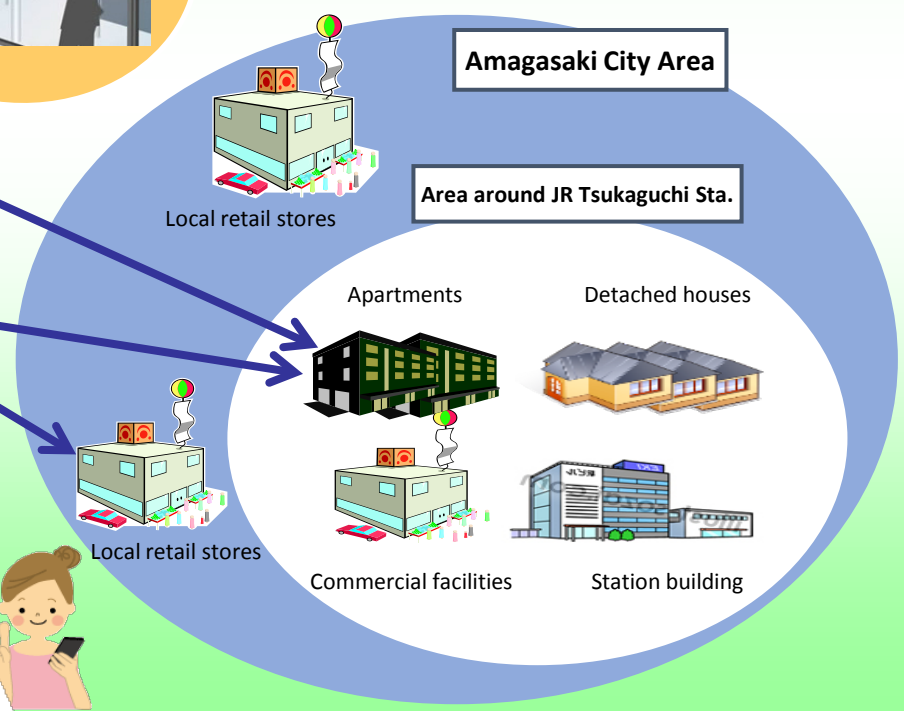 Amagasaki City Area
Area around JR Tsukaguchi Sta.
Local retail stores
Apartments
Detached houses
Local retail stores
Commercial facilities
Station building